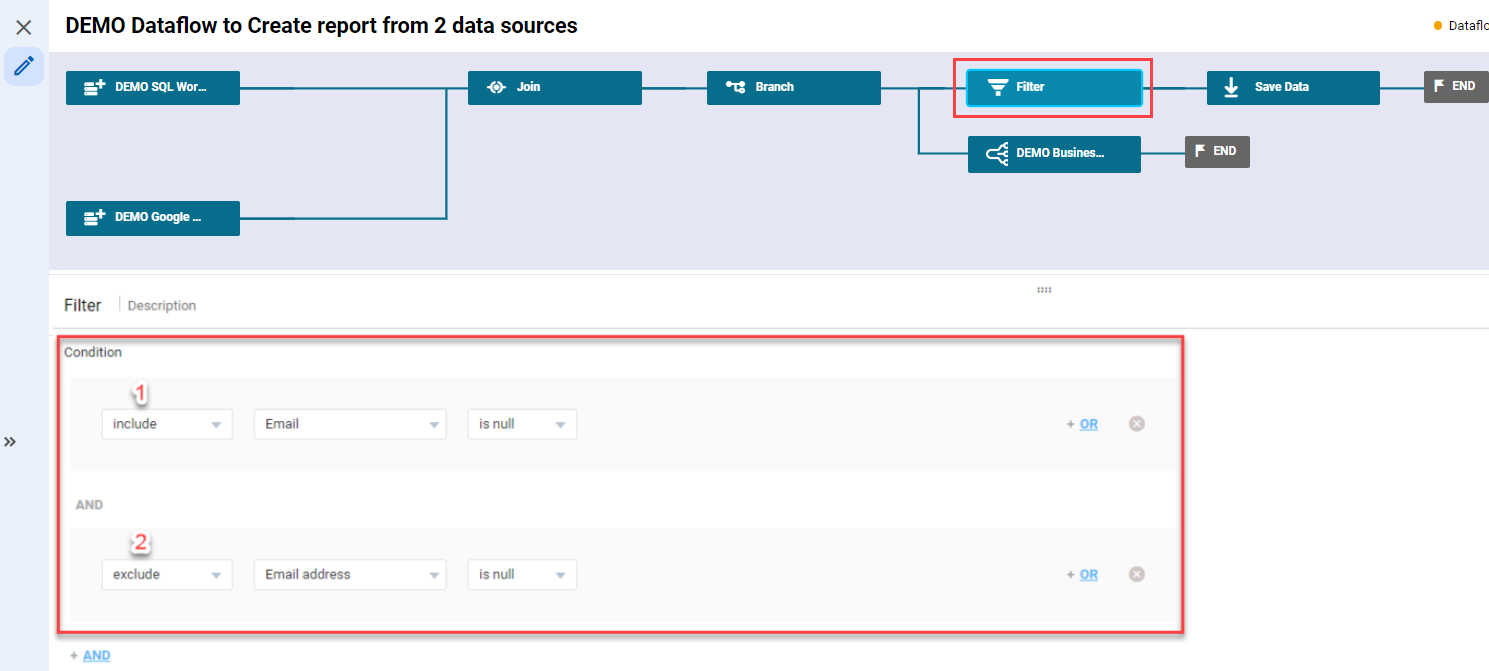 DEMO Dataflow to Create report from 2 data sources
Dataflo
DEMO SQL Wor...
Join
Branch
Filter
Save Data
END
DEMO Busines...
END
DEMO Google ...
Filter
Description
Condition
1
include
Email
is null
+ OR
AND
2
exclude
Email address
is null
+ OR
+ AND